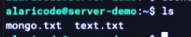 alaricode@server-demo:~$ ls
mongo.txt  text.txt